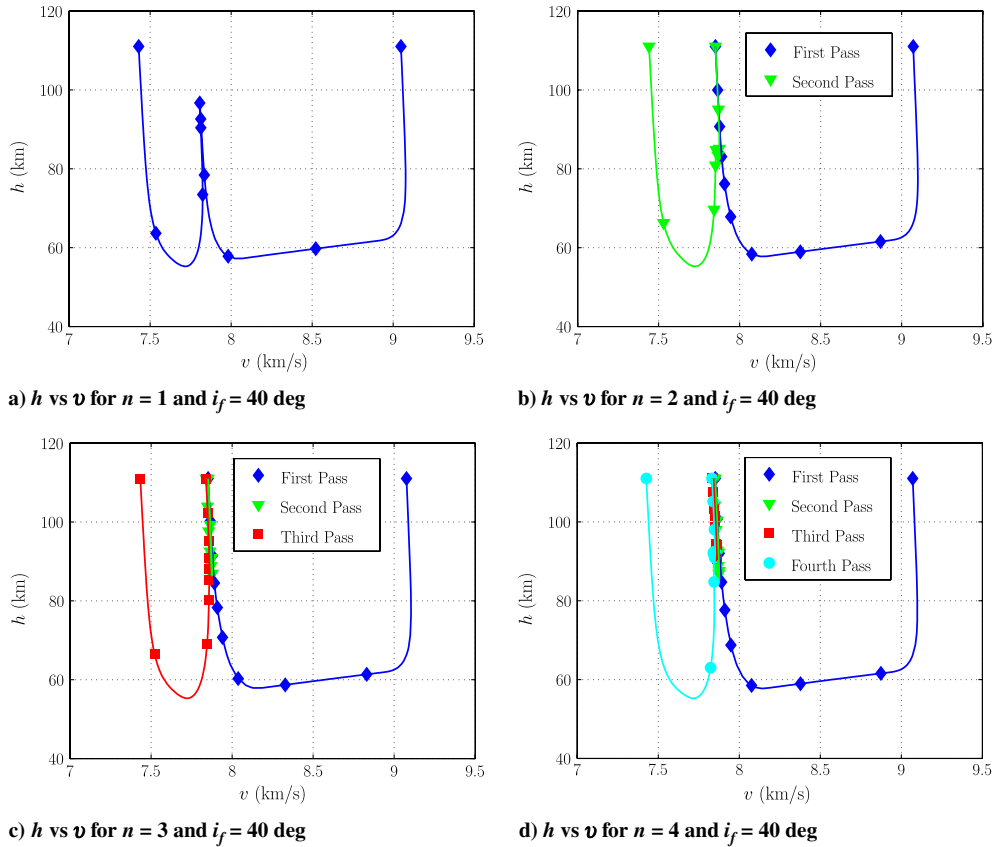 120
100
80
60
40
h (km)
7
7.5
8
8.5
9
9.5
v (km/s)
a) h vs v for n = 1 and i_f = 40 deg
120
100
80
60
40
h (km)
First Pass
Second Pass
7
7.5
8
8.5
9
9.5
v (km/s)
b) h vs v for n = 2 and i_f = 40 deg
120
100
80
60
40
h (km)
First Pass
Second Pass
Third Pass
7
7.5
8
8.5
9
9.5
v (km/s)
c) h vs v for n = 3 and i_f = 40 deg
120
100
80
60
40
h (km)
First Pass
Second Pass
Third Pass
Fourth Pass
7
7.5
8
8.5
9
9.5
v (km/s)
d) h vs v for n = 4 and i_f = 40 deg